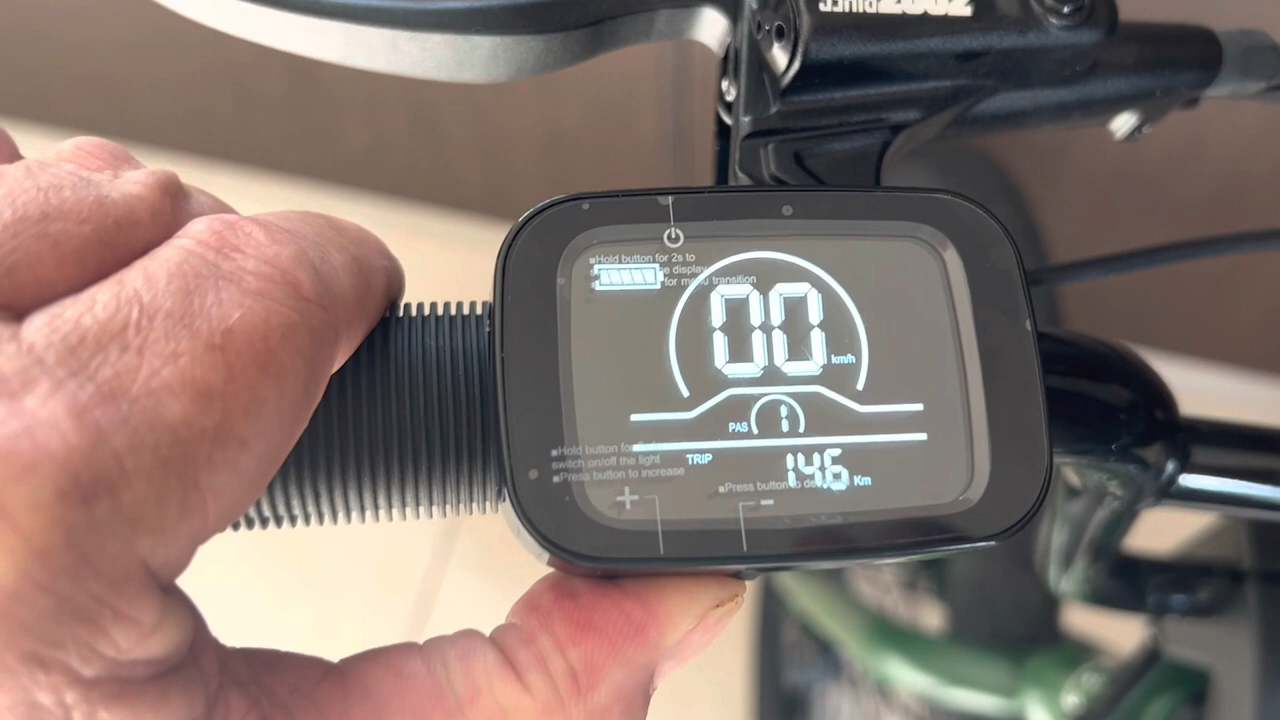 ■Hold button for 2s to
display
for menu transition
00
km/h
PAS 1
TRIP 14.6 Km
■Hold button for
switch on/off the light
■Press button to increase
■Press button to
+
-